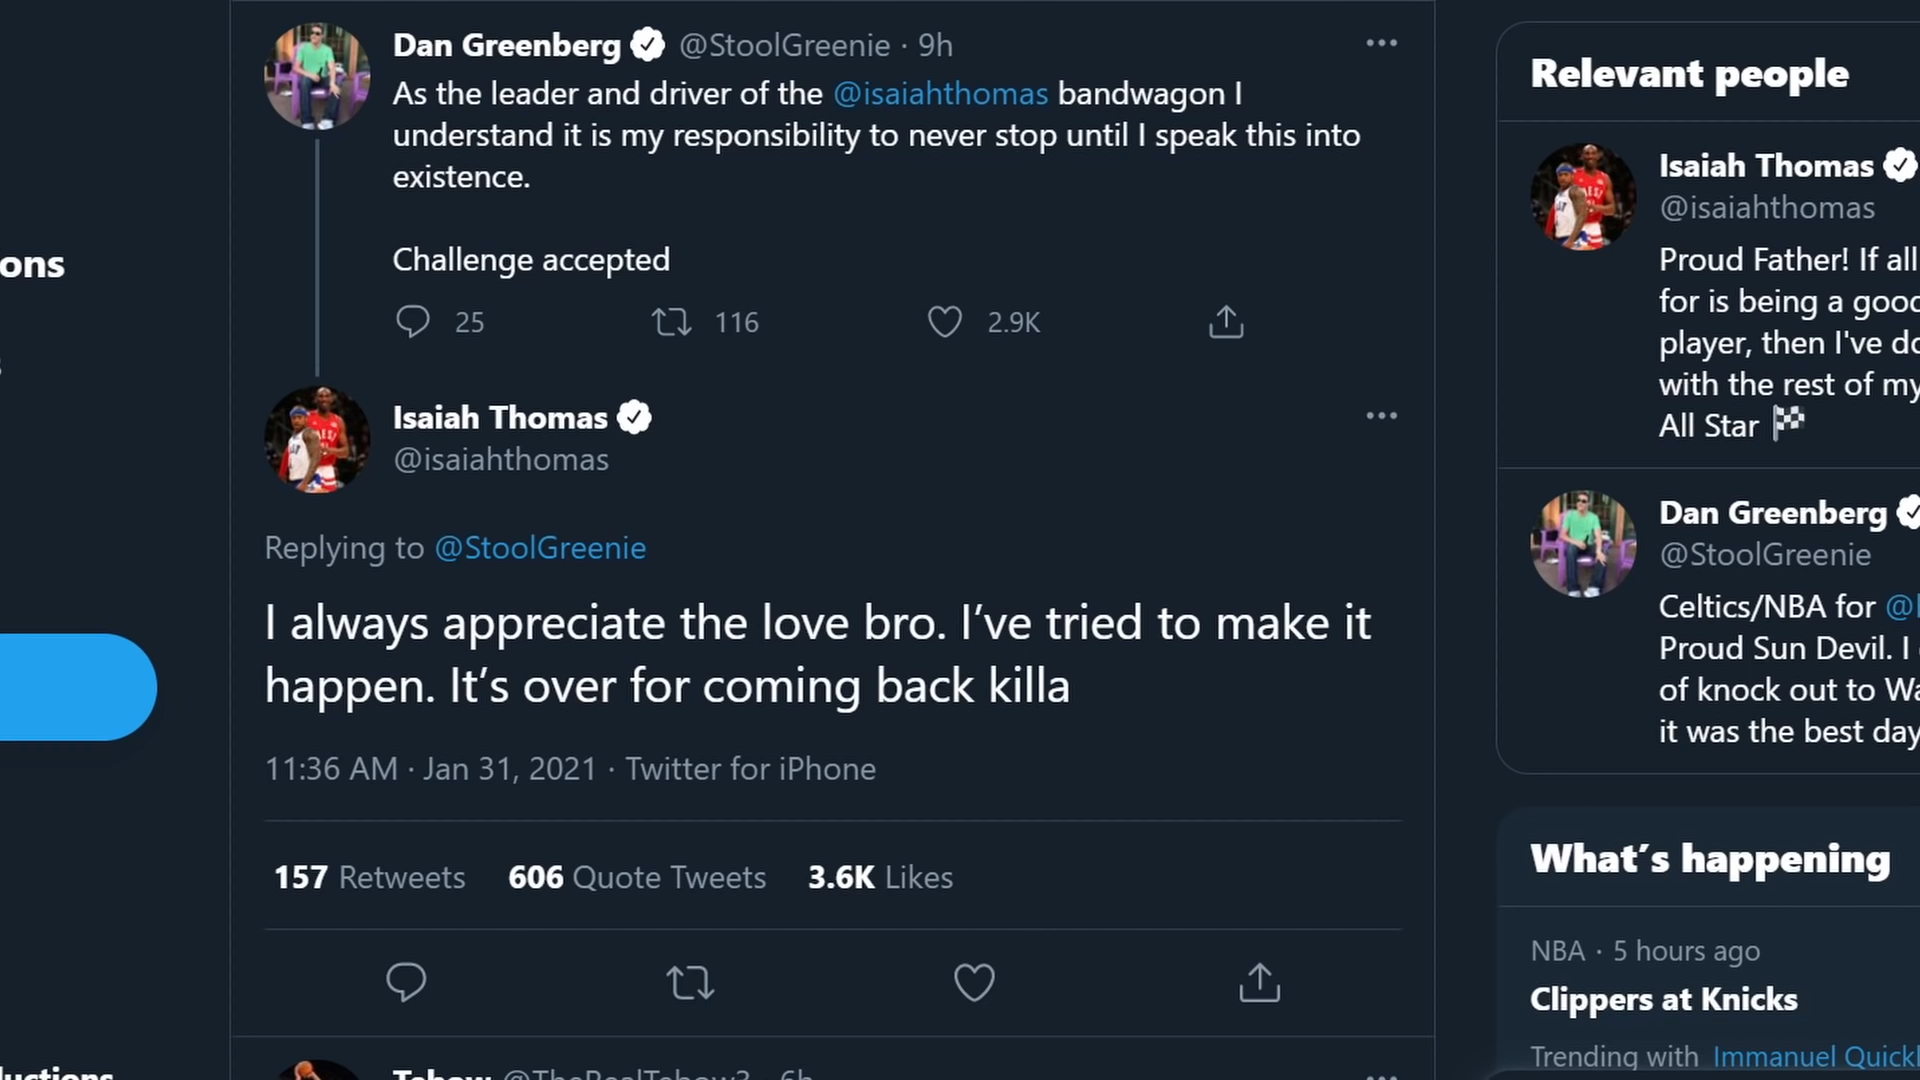 Dan Greenberg @StoolGreenie · 9h
As the leader and driver of the @isaiahthomas bandwagon I
understand it is my responsibility to never stop until I speak this into
existence.
Challenge accepted
25 116 2.9K
Isaiah Thomas
@isaiahthomas
Replying to @StoolGreenie
I always appreciate the love bro. I’ve tried to make it
happen. It’s over for coming back killa
11:36 AM · Jan 31, 2021 · Twitter for iPhone
157 Retweets 606 Quote Tweets 3.6K Likes
ons
Relevant people
Isaiah Thomas
@isaiahthomas
Proud Father! If all
for is being a good
player, then I've do
with the rest of my
All Star
Dan Greenberg
@StoolGreenie
Celtics/NBA for
Proud Sun Devil. I
of knock out to Wa
it was the best day
What's happening
NBA · 5 hours ago
Clippers at Knicks
Trending with Immanuel Quickl